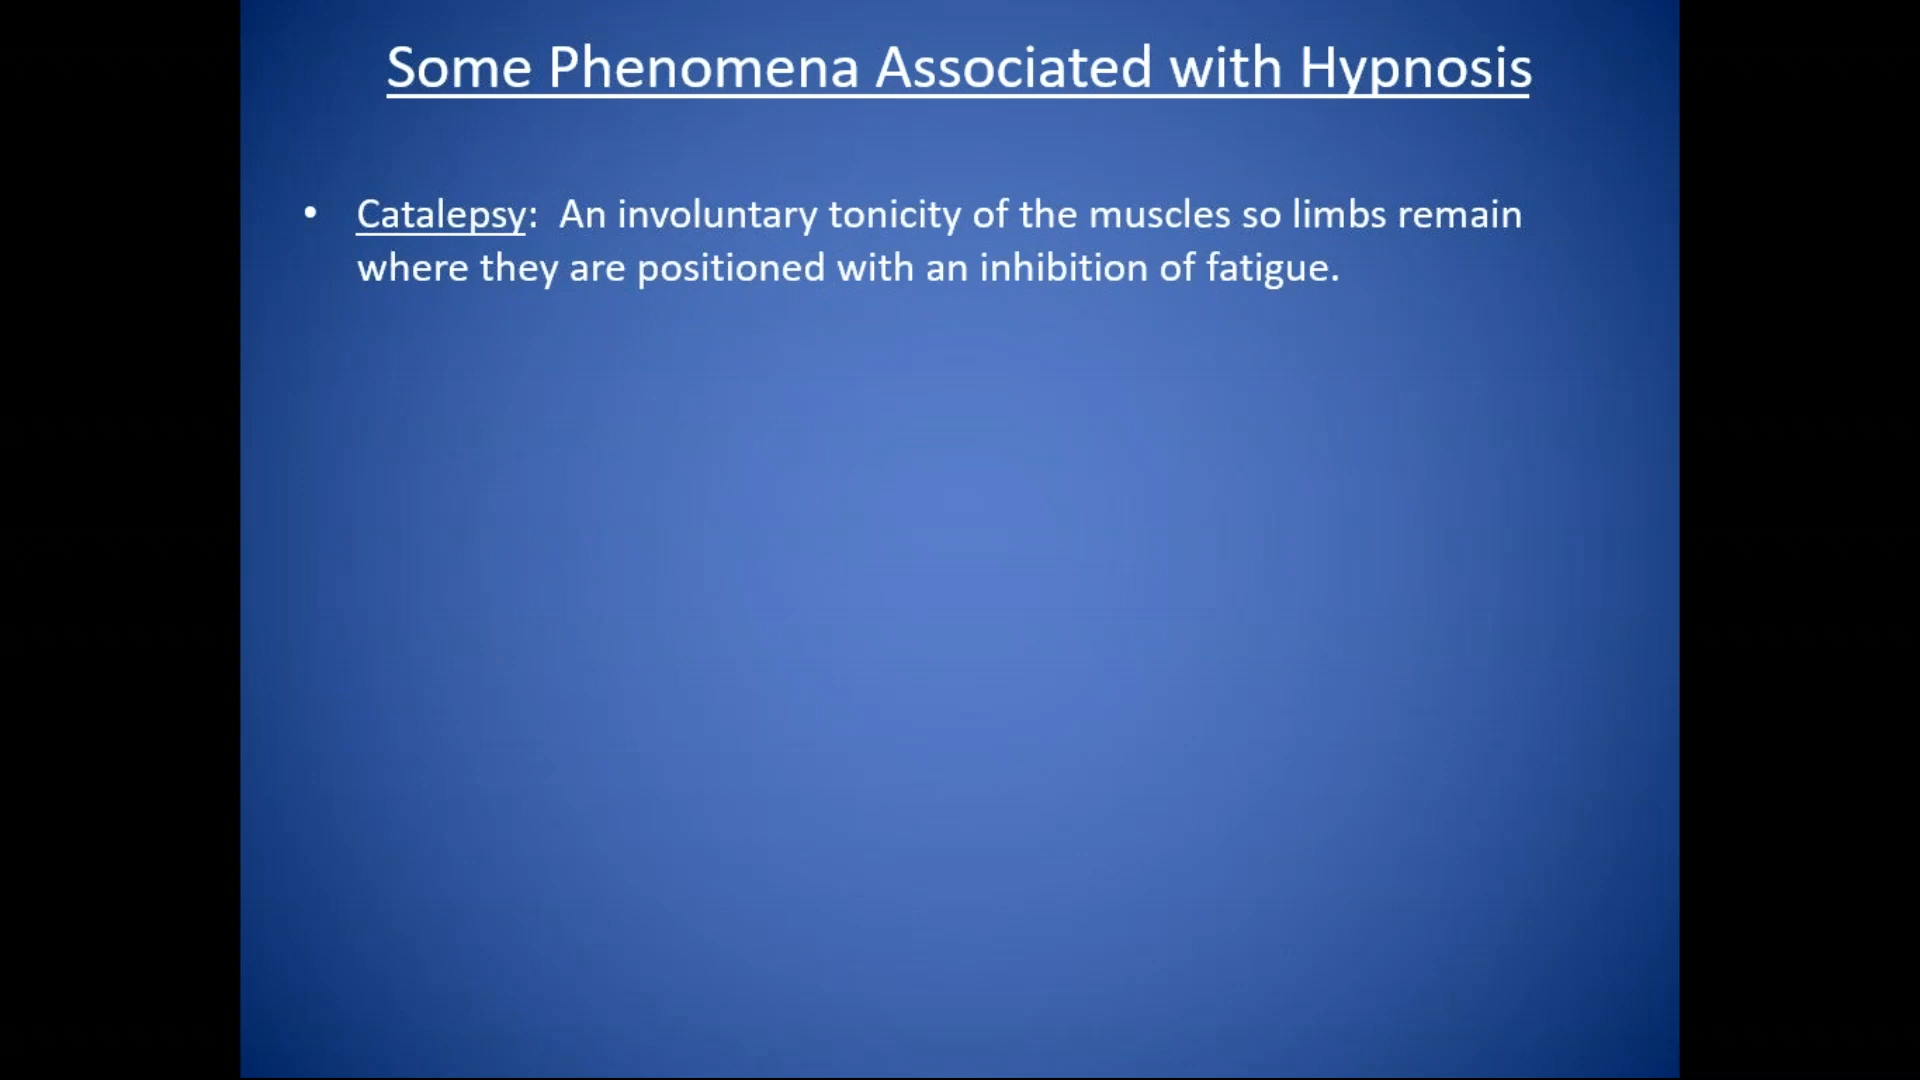 Some Phenomena Associated with Hypnosis
• Catalepsy: An involuntary tonicity of the muscles so limbs remain
where they are positioned with an inhibition of fatigue.